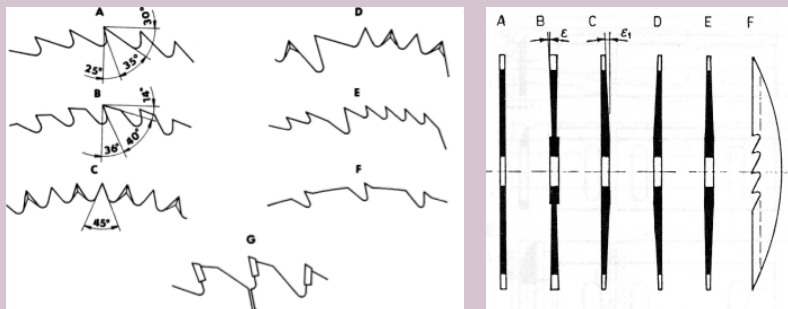 A
30°
25°
35°
B
14°
36°
40°
C
45°
D
E
F
G
A B C D E F
ε ε₁